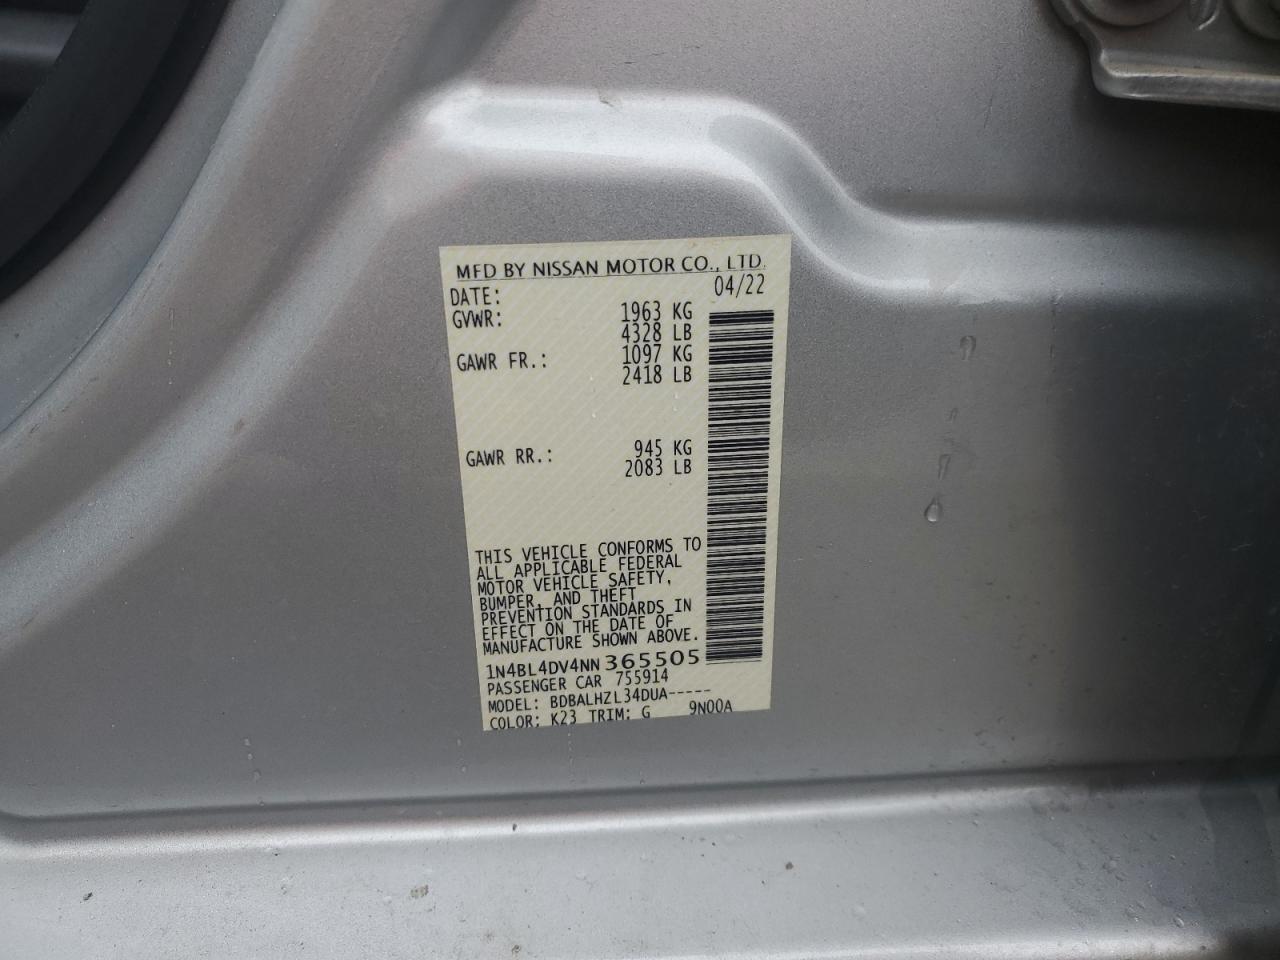 MFD BY NISSAN MOTOR CO., LTD.
DATE: 04/22
GVWR: 1963 KG
4328 LB
GAWR FR.: 1097 KG
2418 LB
GAWR RR.: 945 KG
2083 LB
THIS VEHICLE CONFORMS TO
ALL APPLICABLE FEDERAL
MOTOR VEHICLE SAFETY,
BUMPER, AND THEFT
PREVENTION STANDARDS IN
EFFECT ON THE DATE OF
MANUFACTURE SHOWN ABOVE.
1N4BL4DV4NN365505
PASSENGER CAR 755914
MODEL: BDBALHZL34DUA-----
COLOR: K23 TRIM: G 9N00A